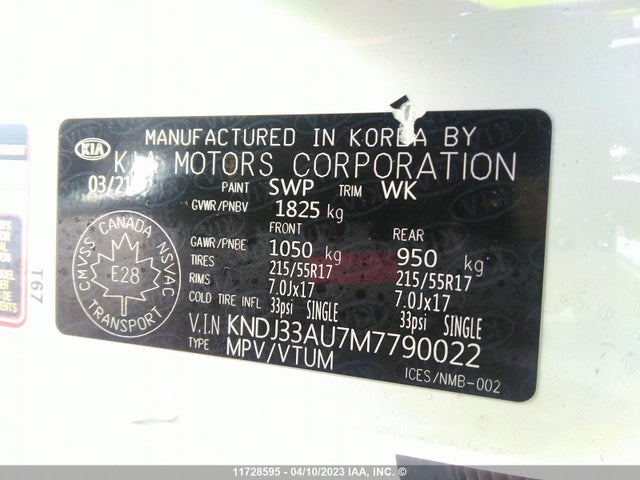 MANUFACTURED IN KOREA BY
KIA KIA MOTORS CORPORATION
03/21 PAINT SWP TRIM WK
GVWR/PNBV 1825 kg
FRONT REAR
GAWR/PNBE 1050 kg 950 kg
TIRES 215/55R17 215/55R17
RIMS 7.0Jx17 7.0Jx17
COLD TIRE INFL 33psi SINGLE 33psi SINGLE
V.I.N KNDJ33AU7M7790022
TYPE MPV/VTUM
ICES/NMB-002
CMVSS CANADA NSVAC
E28
TRANSPORT
T67
11728595 - 04/10/2023 IAA, INC. ©